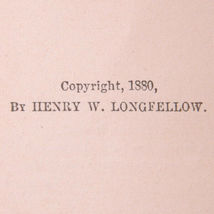 Copyright, 1880,
By HENRY W. LONGFELLOW.